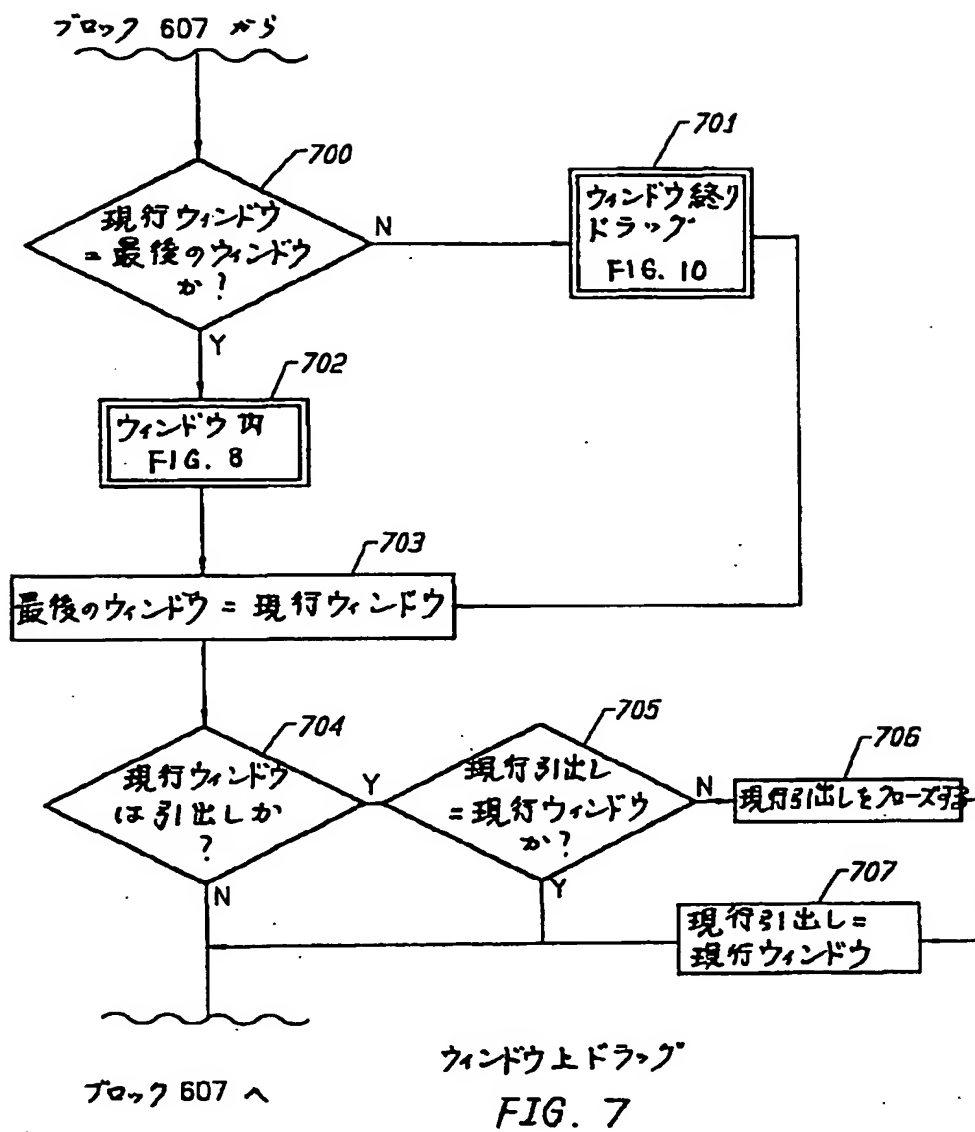 ブロック 607 から
700
現行ウィンドウ
= 最後のウィンドウ
か?
N
Y
701
ウィンドウ終り
ドラッグ
FIG. 10
702
ウィンドウ内
FIG. 8
703
最後のウィンドウ = 現行ウィンドウ
704
現行ウィンドウ
は引出しか
?
Y
N
705
現行引出し
=現行ウィンドウ
か?
N
Y
706
現行引出しをクローズする
707
現行引出し=
現行ウィンドウ
ブロック 607 へ
ウィンドウ上ドラッグ
FIG. 7